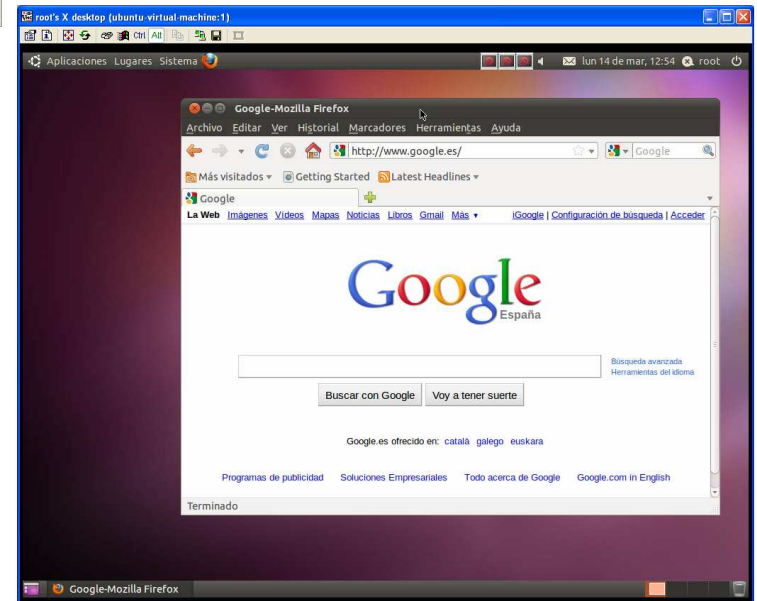 root's X desktop (ubuntu-virtual-machine:1)
Ctrl Alt
Aplicaciones Lugares Sistema lun 14 de mar, 12:54 root
Google-Mozilla Firefox
Archivo Editar Ver Historial Marcadores Herramientas Ayuda
http://www.google.es/ Google
Más visitados Getting Started Latest Headlines
Google
La Web Imágenes Vídeos Mapas Noticias Libros Gmail Más iGoogle | Configuración de búsqueda | Acceder
Google
España
Búsqueda avanzada
Herramientas del idioma
Buscar con Google Voy a tener suerte
Google.es ofrecido en: català galego euskara
Programas de publicidad Soluciones Empresariales Todo acerca de Google Google.com in English
Terminado
Google-Mozilla Firefox